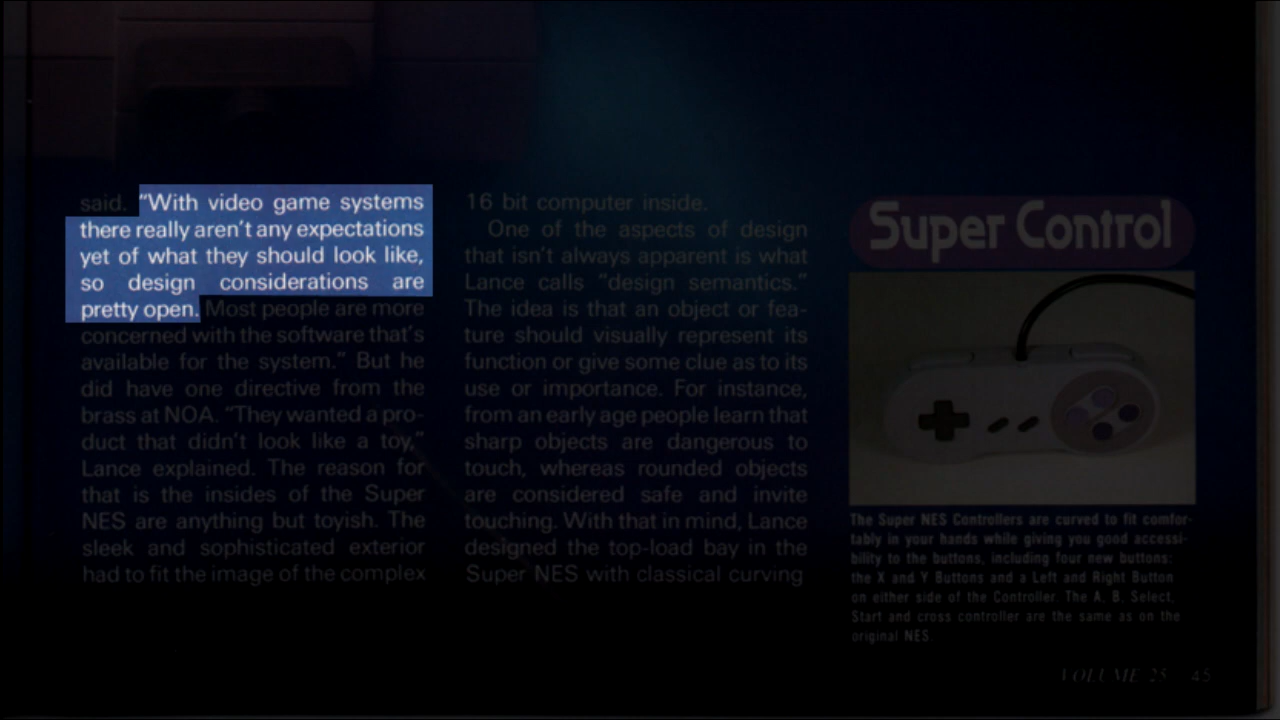 said. "With video game systems
there really aren't any expectations
yet of what they should look like,
so design considerations are
pretty open. Most people are more
concerned with the software that's
available for the system." But he
did have one directive from the
brass at NOA. "They wanted a pro-
duct that didn't look like a toy,"
Lance explained. The reason for
that is the insides of the Super
NES are anything but toyish. The
sleek and sophisticated exterior
had to fit the image of the complex
16 bit computer inside.
One of the aspects of design
that isn't always apparent is what
Lance calls "design semantics."
The idea is that an object or fea-
ture should visually represent its
function or give some clue as to its
use or importance. For instance,
from an early age people learn that
sharp objects are dangerous to
touch, whereas rounded objects
are considered safe and invite
touching. With that in mind, Lance
designed the top-load bay in the
Super NES with classical curving
Super Control
The Super NES Controllers are curved to fit comfor-
tably in your hands while giving you good accessi-
bility to the buttons, including four new buttons:
the X and Y Buttons and a Left and Right Button
on either side of the Controller. The A, B, Select,
Start and cross controller are the same as on the
original NES.
VOLUME 25 45